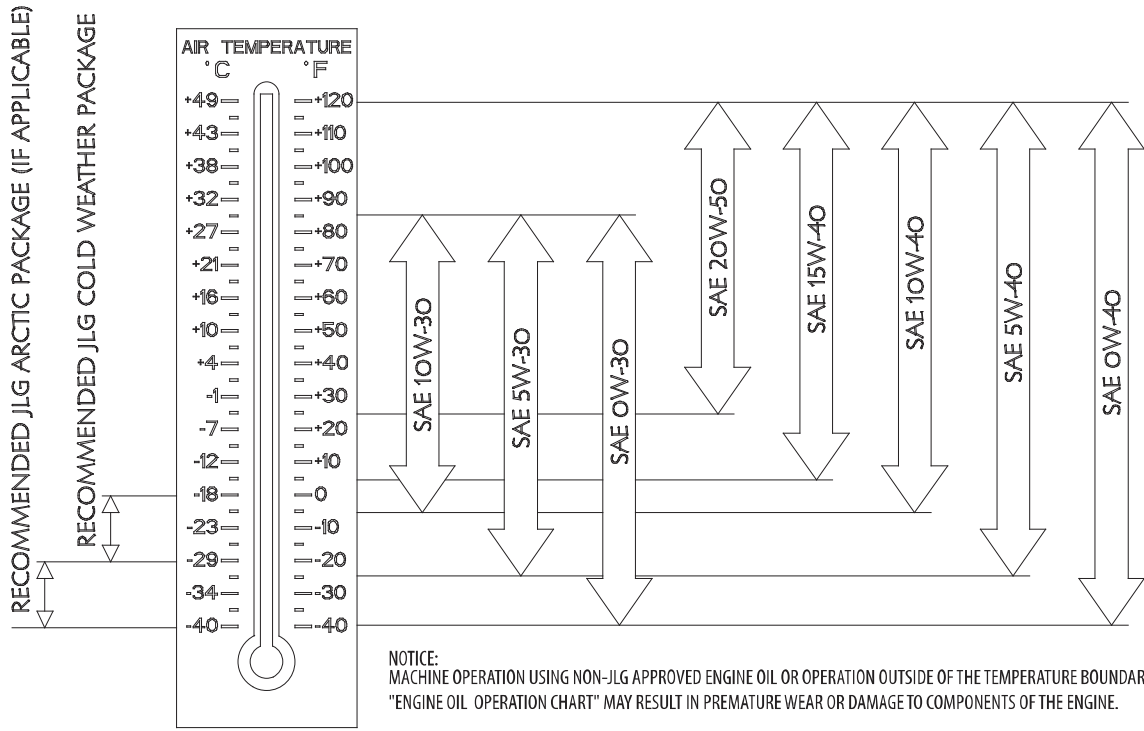 RECOMMENDED JLG ARCTIC PACKAGE (IF APPLICABLE)
RECOMMENDED JLG COLD WEATHER PACKAGE
AIR TEMPERATURE
°C °F
+49 +120
+43 +110
+38 +100
+32 +90
+27 +80
+21 +70
+16 +60
+10 +50
+4 +40
-1 +30
-7 +20
-12 +10
-18 0
-23 -10
-29 -20
-34 -30
-40 -40
SAE 10W-30
SAE 5W-30
SAE 0W-30
SAE 20W-50
SAE 15W-40
SAE 10W-40
SAE 5W-40
SAE 0W-40
NOTICE:
MACHINE OPERATION USING NON-JLG APPROVED ENGINE OIL OR OPERATION OUTSIDE OF THE TEMPERATURE BOUNDAR
"ENGINE OIL OPERATION CHART" MAY RESULT IN PREMATURE WEAR OR DAMAGE TO COMPONENTS OF THE ENGINE.